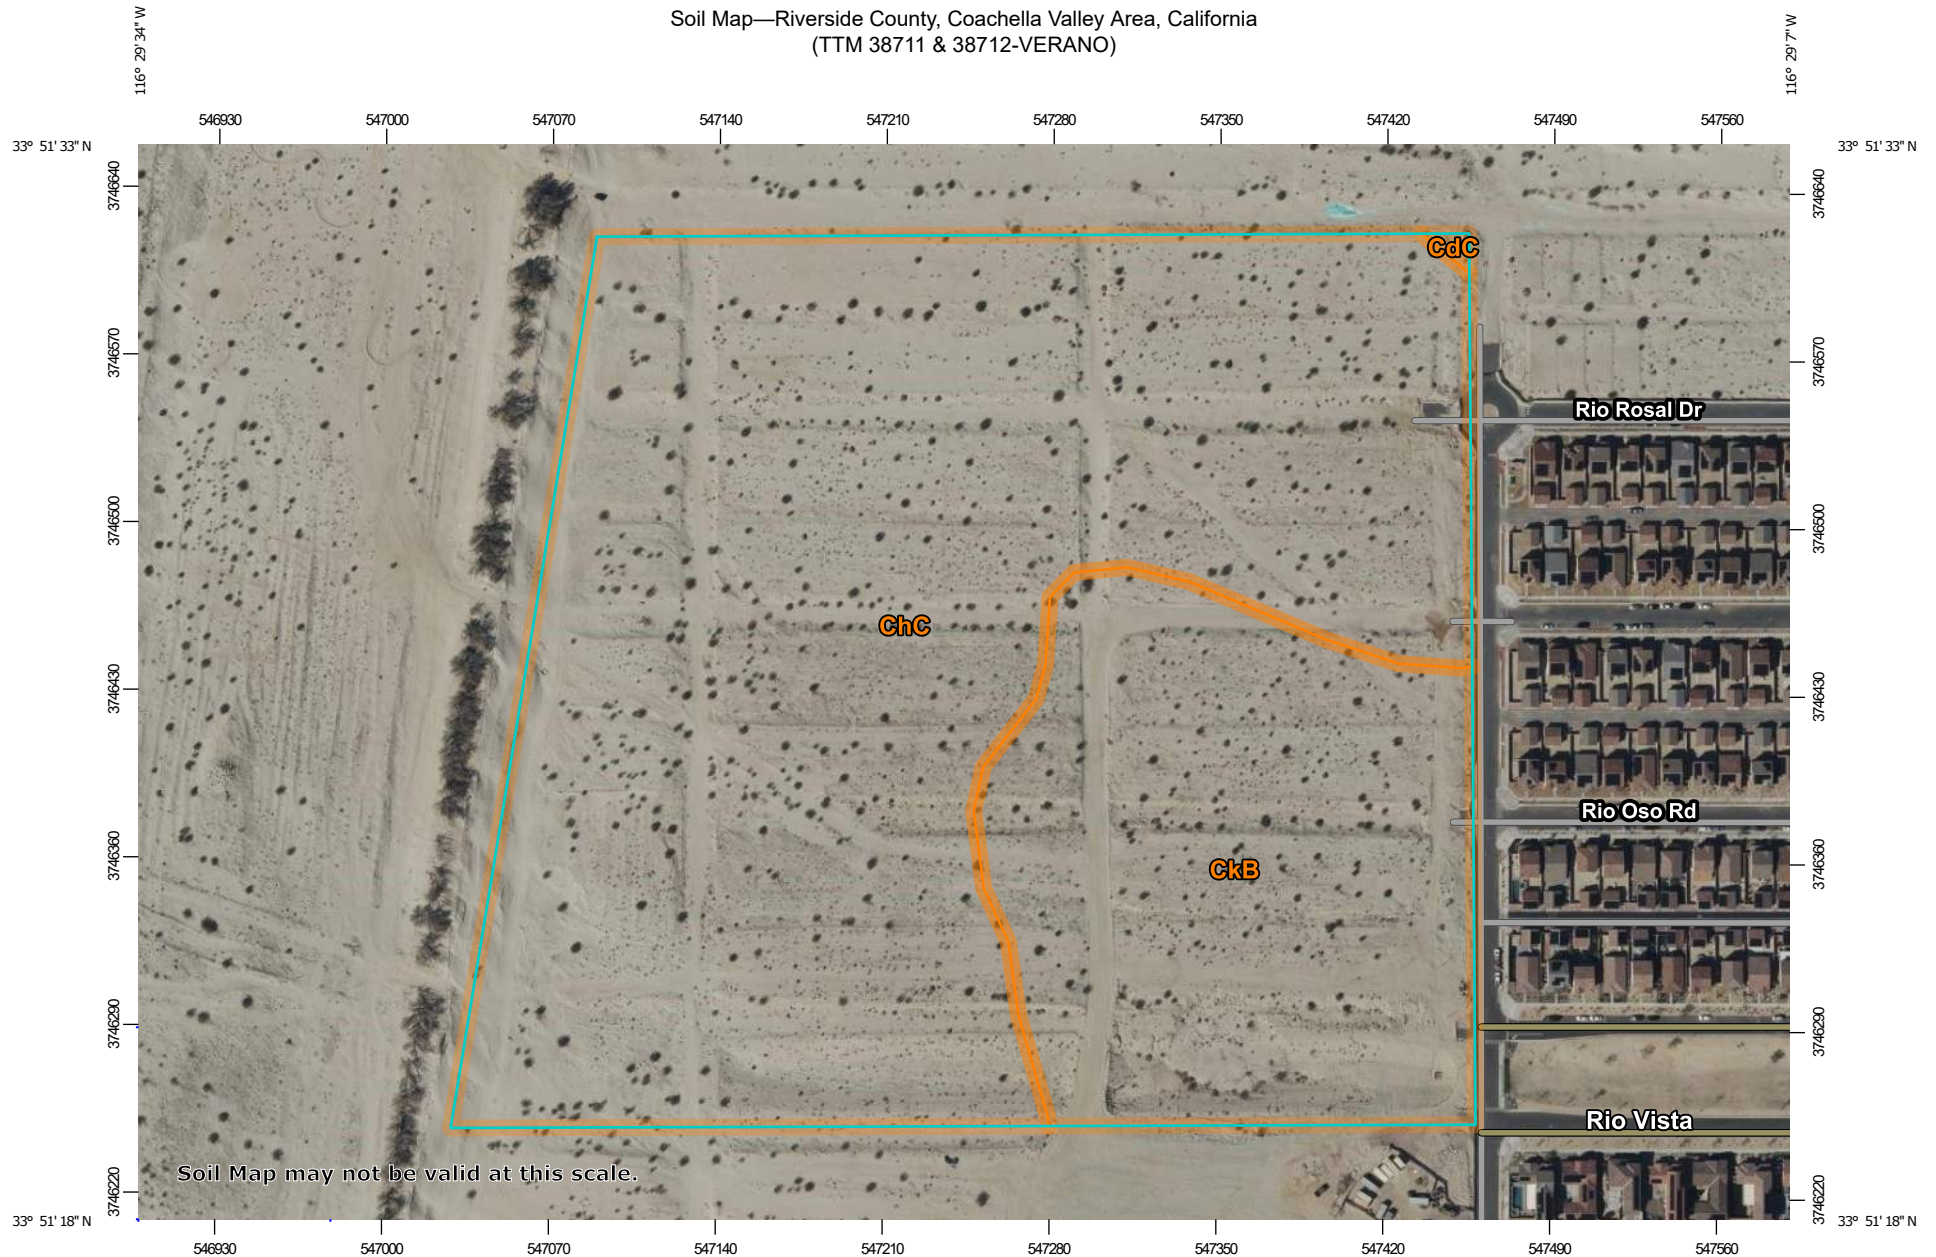 Soil Map—Riverside County, Coachella Valley Area, California
(TTM 38711 & 38712-VERANO)
116° 29' 34" W
116° 29' 7" W
546930 547000 547070 547140 547210 547280 547350 547420 547490 547560
33° 51' 33" N
33° 51' 33" N
3746640
3746640
CdC
3746570
3746570
Rio Rosal Dr
3746500
3746500
ChC
3746430
3746430
Rio Oso Rd
3746360
3746360
CkB
3746290
3746290
Rio Vista
Soil Map may not be valid at this scale.
3746220
3746220
33° 51' 18" N
33° 51' 18" N
546930 547000 547070 547140 547210 547280 547350 547420 547490 547560